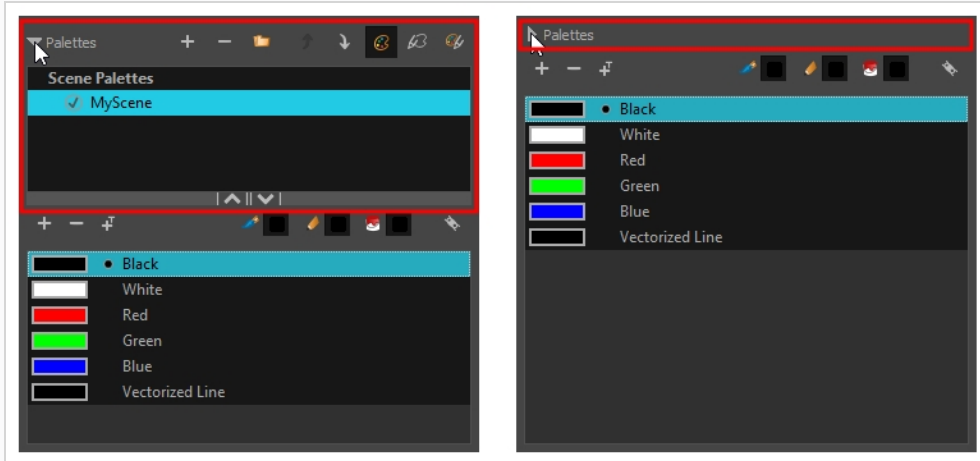 Palettes
Scene Palettes
MyScene
Black
White
Red
Green
Blue
Vectorized Line
Palettes
Black
White
Red
Green
Blue
Vectorized Line